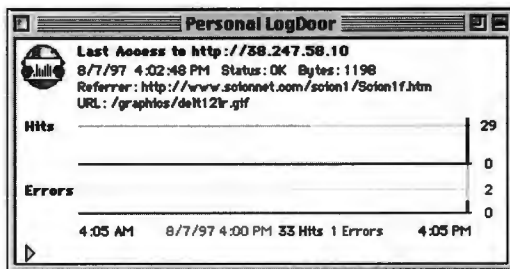 Personal LogDoor
Last Access to http://38.247.58.10
8/7/97 4:02:48 PM Status: OK Bytes: 1198
Referrer: http://www.scionnet.com/scion1/Scion1f.htm
URL: /graphics/delt12lr.gif
Hits
29
0
Errors
2
0
4:05 AM 8/7/97 4:00 PM 33 Hits 1 Errors 4:05 PM